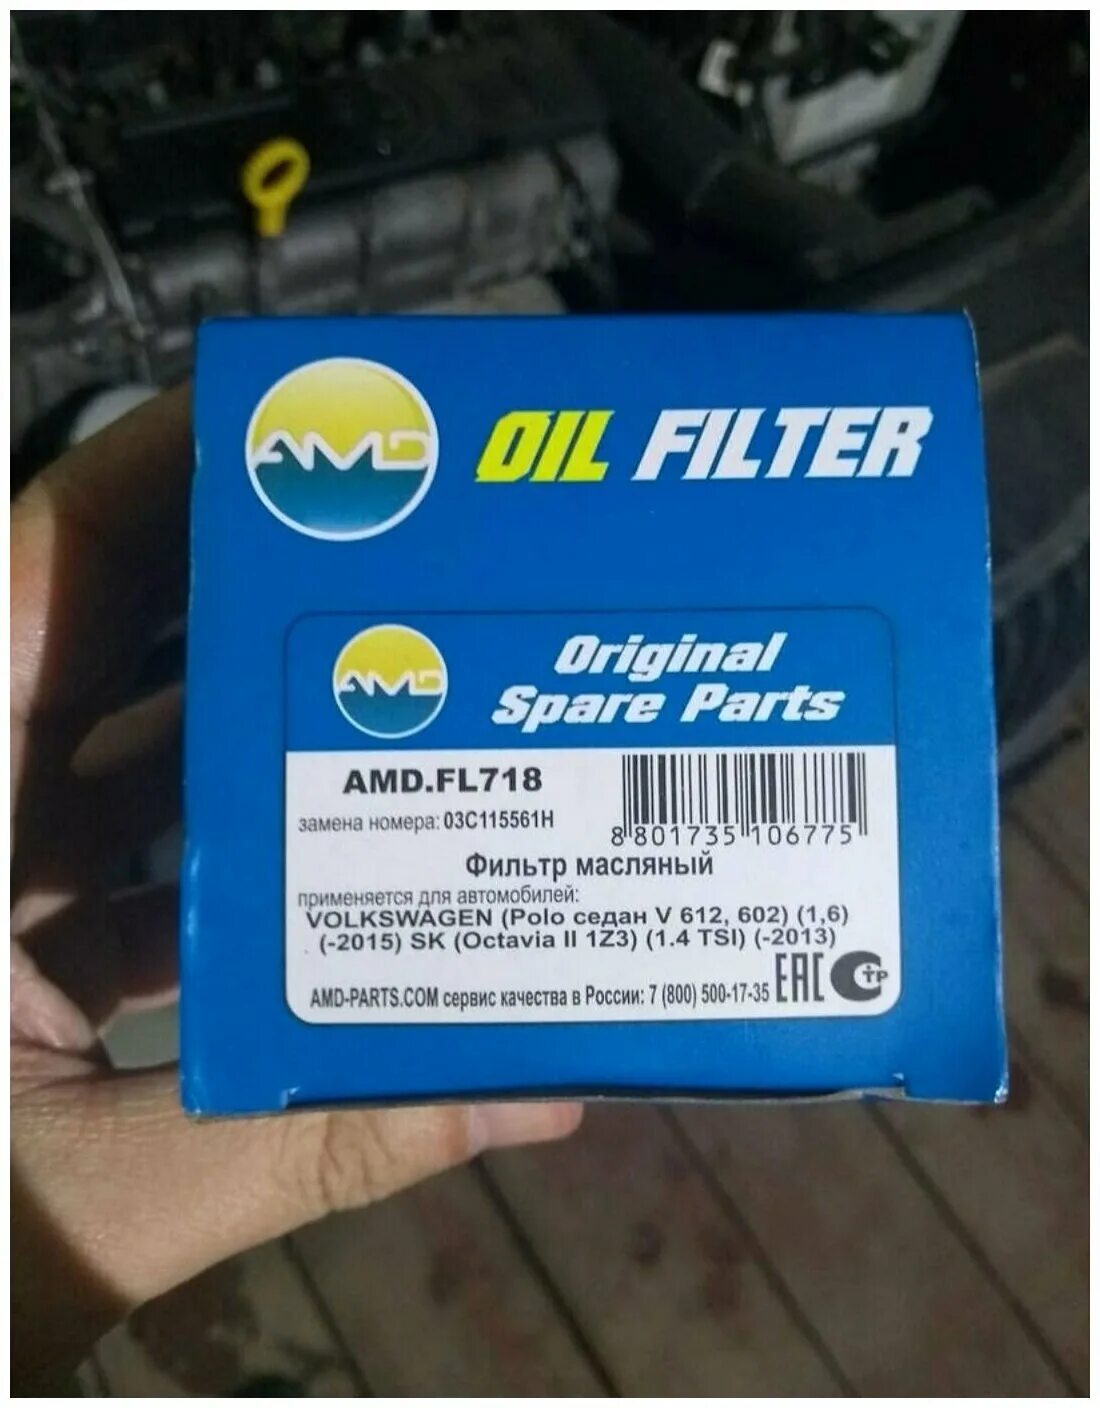 AMD
OIL FILTER
AMD
Original
Spare Parts
AMD.FL718
замена номера: 03C115561H
8 801735 106775
Фильтр масляный
применяется для автомобилей:
VOLKSWAGEN (Polo седан V 612, 602) (1,6)
(-2015) SK (Octavia II 1Z3) (1.4 TSI) (-2013)
AMD-PARTS.COM сервис качества в России: 7 (800) 500-17-35
EAC
СТР